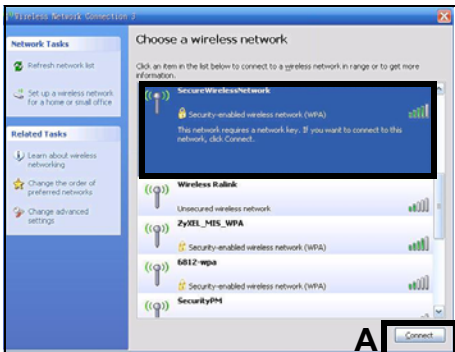 Wireless Network Connection 3
Network Tasks
Refresh network list
Set up a wireless network
for a home or small office
Related Tasks
Learn about wireless
networking
Change the order of
preferred networks
Change advanced
settings
Choose a wireless network
Click an item in the list below to connect to a wireless network in range or to get more
information.
SecureWirelessNetwork
Security-enabled wireless network (WPA)
This network requires a network key. If you want to connect to this
network, click Connect.
Wireless Ralink
Unsecured wireless network
ZyXEL_MIS_WPA
Security-enabled wireless network (WPA)
6812-wpa
Security-enabled wireless network (WPA)
SecurityPM
A
Connect